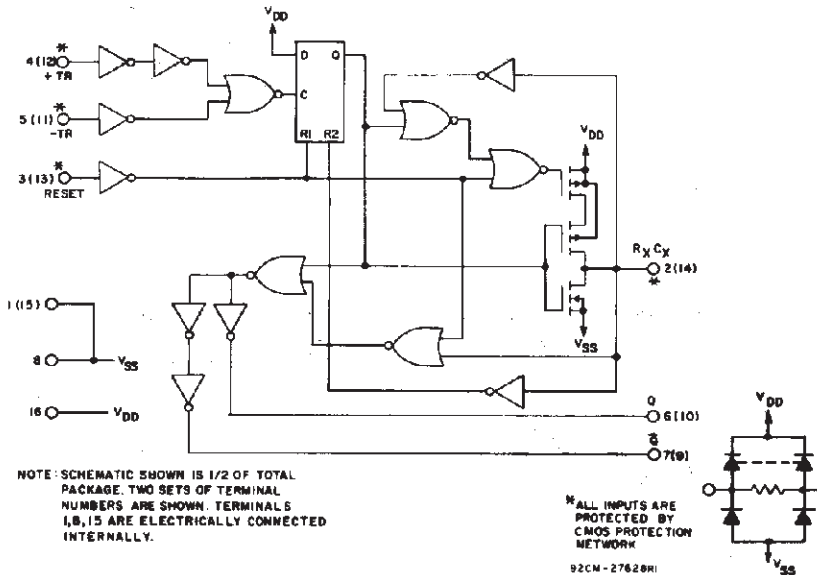 VDD
*
4(12)
+ TR
D
Q
C
R1 R2
*
5(11)
-TR
*
3(13)
RESET
VDD
RX CX
2(14)
*
VSS
1(15)
8
VSS
16
VDD
Q
6(10)
Q̄
7(9)
NOTE: SCHEMATIC SHOWN IS 1/2 OF TOTAL
PACKAGE. TWO SETS OF TERMINAL
NUMBERS ARE SHOWN. TERMINALS
1,8,15 ARE ELECTRICALLY CONNECTED
INTERNALLY.
VDD
*ALL INPUTS ARE
PROTECTED BY
CMOS PROTECTION
NETWORK
VSS
92CM-27628R1